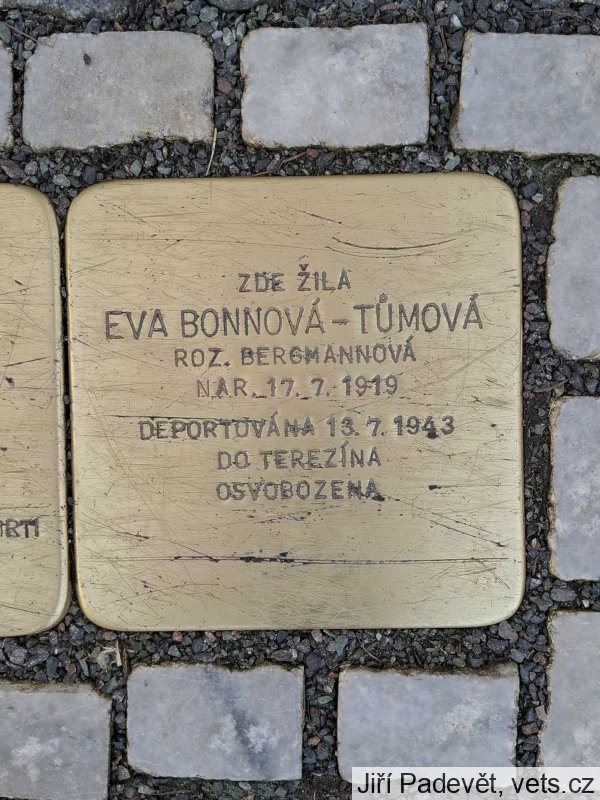 ZDE ŽILA
EVA BONNOVÁ - TŮMOVÁ
ROZ. BERGMANNOVÁ
NAR. 17. 7. 1919
DEPORTOVÁNA 13. 7. 1943
DO TEREZÍNA
OSVOBOZENA
RTI
Jiří Padevět, vets.cz